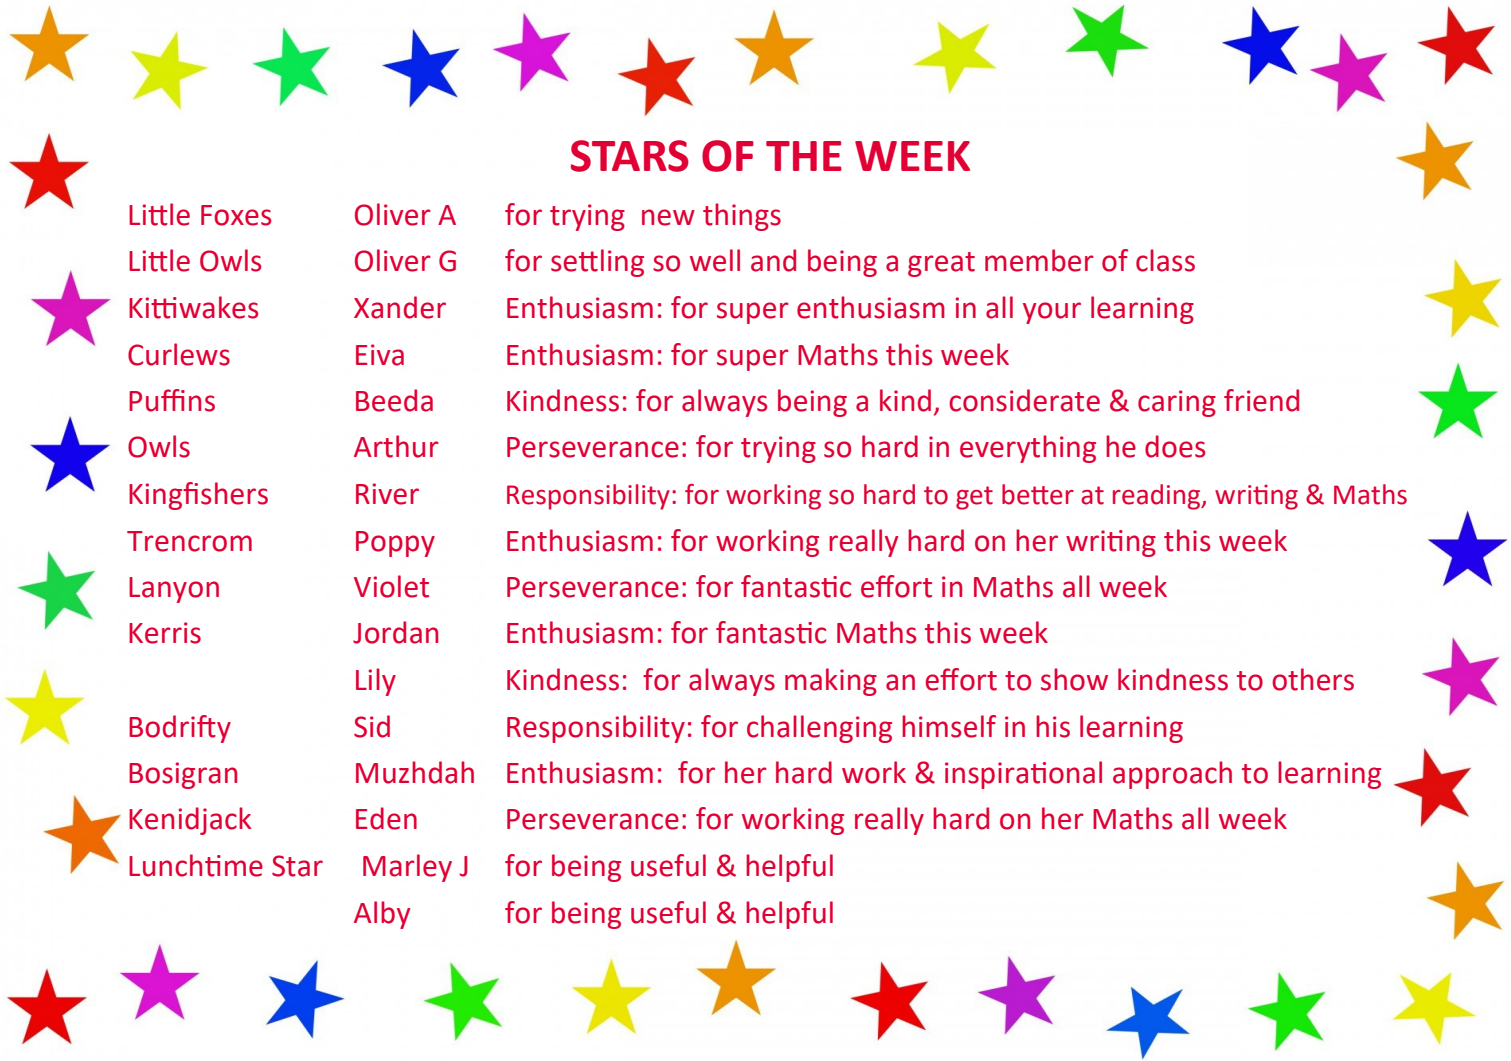 STARS OF THE WEEK
Little Foxes Oliver A for trying new things
Little Owls Oliver G for settling so well and being a great member of class
Kittiwakes Xander Enthusiasm: for super enthusiasm in all your learning
Curlews Eiva Enthusiasm: for super Maths this week
Puffins Beeda Kindness: for always being a kind, considerate & caring friend
Owls Arthur Perseverance: for trying so hard in everything he does
Kingfishers River Responsibility: for working so hard to get better at reading, writing & Maths
Trencrom Poppy Enthusiasm: for working really hard on her writing this week
Lanyon Violet Perseverance: for fantastic effort in Maths all week
Kerris Jordan Enthusiasm: for fantastic Maths this week
Lily Kindness: for always making an effort to show kindness to others
Bodrifty Sid Responsibility: for challenging himself in his learning
Bosigran Muzhdah Enthusiasm: for her hard work & inspirational approach to learning
Kenidjack Eden Perseverance: for working really hard on her Maths all week
Lunchtime Star Marley J for being useful & helpful
Alby for being useful & helpful